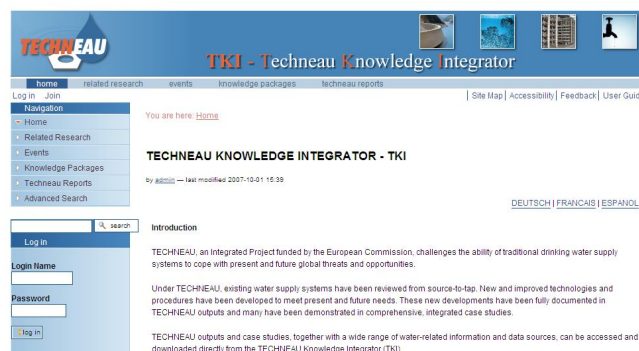 TECHNEAU
TKI - Techneau Knowledge Integrator
home related research events knowledge packages techneau reports
Log in Join Site Map | Accessibility | Feedback | User Guid
Navigation
Home
You are here: Home
Related Research
Events
Knowledge Packages
TECHNEAU KNOWLEDGE INTEGRATOR - TKI
Techneau Reports
by admin — last modified 2007-10-01 15:39
Advanced Search
DEUTSCH | FRANCAIS | ESPANOL
search
Introduction
Log in
TECHNEAU, an Integrated Project funded by the European Commission, challenges the ability of traditional drinking water supply
systems to cope with present and future global threats and opportunities.
Login Name
Under TECHNEAU, existing water supply systems have been reviewed from source-to-tap. New and improved technologies and
procedures have been developed to meet present and future needs. These new developments have been fully documented in
TECHNEAU outputs and many have been demonstrated in comprehensive, integrated case studies.
Password
log in
TECHNEAU outputs and case studies, together with a wide range of water-related information and data sources, can be accessed and
downloaded directly from the TECHNEAU Knowledge Integrator (TKI)